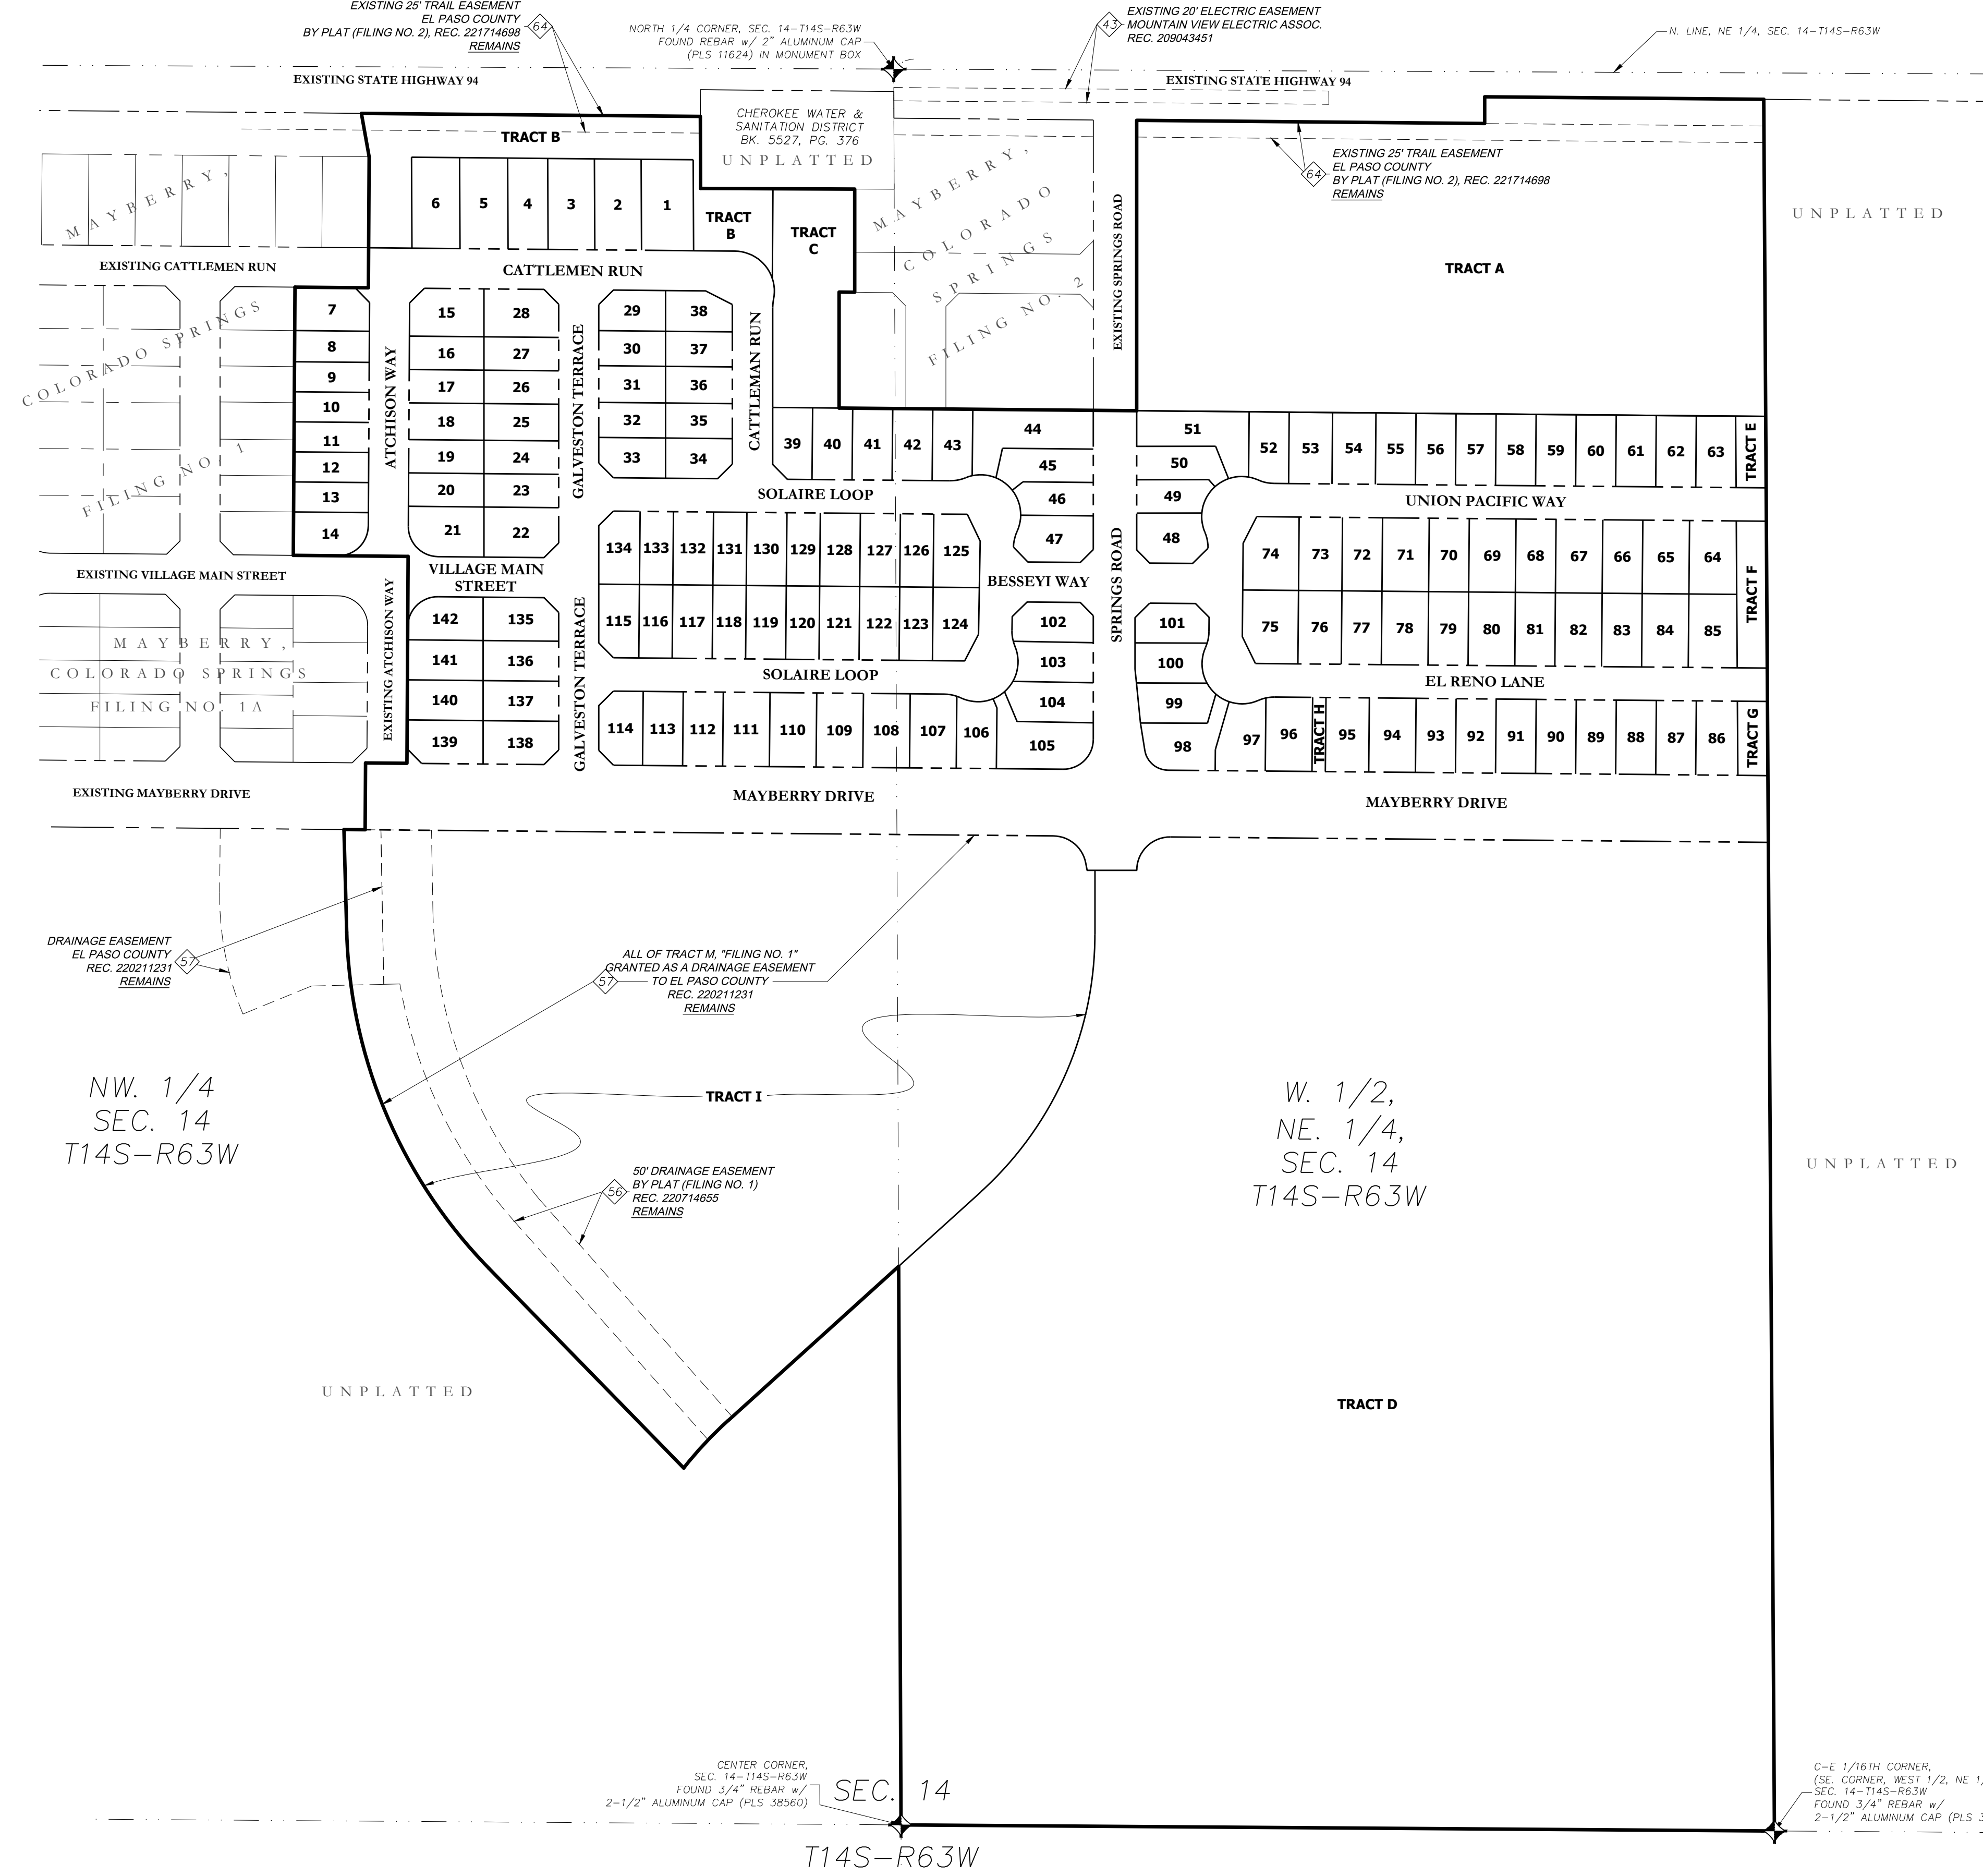 EXISTING 25' TRAIL EASEMENT
EL PASO COUNTY
BY PLAT (FILING NO. 2), REC. 221714698
REMAINS
64
NORTH 1/4 CORNER, SEC. 14-T14S-R63W
FOUND REBAR w/ 2" ALUMINUM CAP
(PLS 11624) IN MONUMENT BOX
43
EXISTING 20' ELECTRIC EASEMENT
MOUNTAIN VIEW ELECTRIC ASSOC.
REC. 209043451
N. LINE, NE 1/4, SEC. 14-T14S-R63W
EXISTING STATE HIGHWAY 94
EXISTING STATE HIGHWAY 94
TRACT B
CHEROKEE WATER &
SANITATION DISTRICT
BK. 5527, PG. 376
UNPLATTED
64
EXISTING 25' TRAIL EASEMENT
EL PASO COUNTY
BY PLAT (FILING NO. 2), REC. 221714698
REMAINS
UNPLATTED
MAYBERRY,
COLORADO SPRINGS
FILING NO. 1
6 5 4 3 2 1
TRACT
B
TRACT
C
MAYBERRY,
COLORADO
SPRINGS
FILING NO. 2
EXISTING SPRINGS ROAD
TRACT A
EXISTING CATTLEMEN RUN
CATTLEMEN RUN
7
8
9
10
11
12
13
14
ATCHISON WAY
15 28
16 27
17 26
18 25
19 24
20 23
21 22
GALVESTON TERRACE
29 38
30 37
31 36
32 35
33 34
CATTLEMAN RUN
39 40 41 42 43
44
45
46
47
51
50
49
48
52 53 54 55 56 57 58 59 60 61 62 63
TRACT E
SOLAIRE LOOP
UNION PACIFIC WAY
134 133 132 131 130 129 128 127 126 125
115 116 117 118 119 120 121 122 123 124
BESSEYI WAY
SPRINGS ROAD
74 73 72 71 70 69 68 67 66 65 64
75 76 77 78 79 80 81 82 83 84 85
TRACT F
EXISTING VILLAGE MAIN STREET
VILLAGE MAIN
STREET
MAYBERRY,
COLORADO SPRINGS
FILING NO. 1A
EXISTING ATCHISON WAY
142 135
141 136
140 137
139 138
GALVESTON TERRACE
SOLAIRE LOOP
102
103
104
105
101
100
99
98
EL RENO LANE
114 113 112 111 110 109 108 107 106
97 96
TRACT H
95 94 93 92 91 90 89 88 87 86
TRACT G
EXISTING MAYBERRY DRIVE
MAYBERRY DRIVE
MAYBERRY DRIVE
DRAINAGE EASEMENT
EL PASO COUNTY
REC. 220211231
REMAINS
57
ALL OF TRACT M, "FILING NO. 1"
GRANTED AS A DRAINAGE EASEMENT
TO EL PASO COUNTY
REC. 220211231
REMAINS
57
NW. 1/4
SEC. 14
T14S-R63W
TRACT I
W. 1/2,
NE. 1/4,
SEC. 14
T14S-R63W
UNPLATTED
56
50' DRAINAGE EASEMENT
BY PLAT (FILING NO. 1)
REC. 220714655
REMAINS
UNPLATTED
TRACT D
CENTER CORNER,
SEC. 14-T14S-R63W
FOUND 3/4" REBAR w/
2-1/2" ALUMINUM CAP (PLS 38560)
SEC. 14
T14S-R63W
C-E 1/16TH CORNER,
(SE. CORNER, WEST 1/2, NE 1/
SEC. 14-T14S-R63W
FOUND 3/4" REBAR w/
2-1/2" ALUMINUM CAP (PLS 3